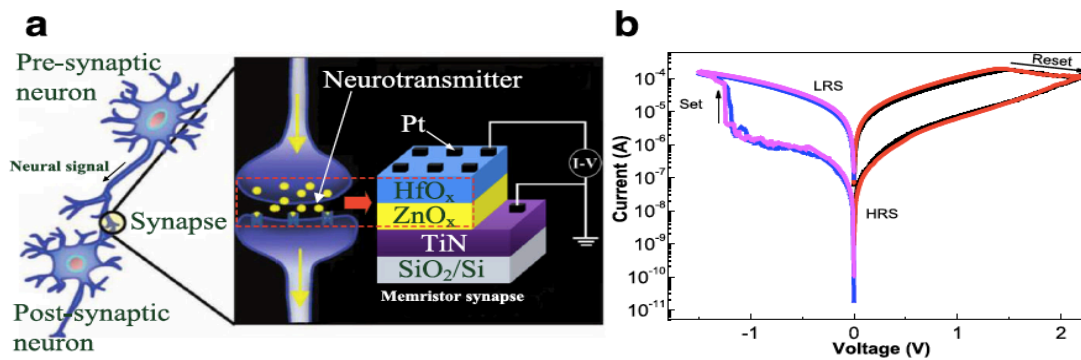 a
Pre-synaptic
neuron
Neural signal
Synapse
Post-synaptic
neuron
Neurotransmitter
Pt
I-V
HfOₓ
ZnOₓ
TiN
SiO₂/Si
Memristor synapse
b
Current (A)
10⁻⁴
10⁻⁵
10⁻⁶
10⁻⁷
10⁻⁸
10⁻⁹
10⁻¹⁰
10⁻¹¹
Set
LRS
Reset
HRS
-1
0
1
2
Voltage (V)